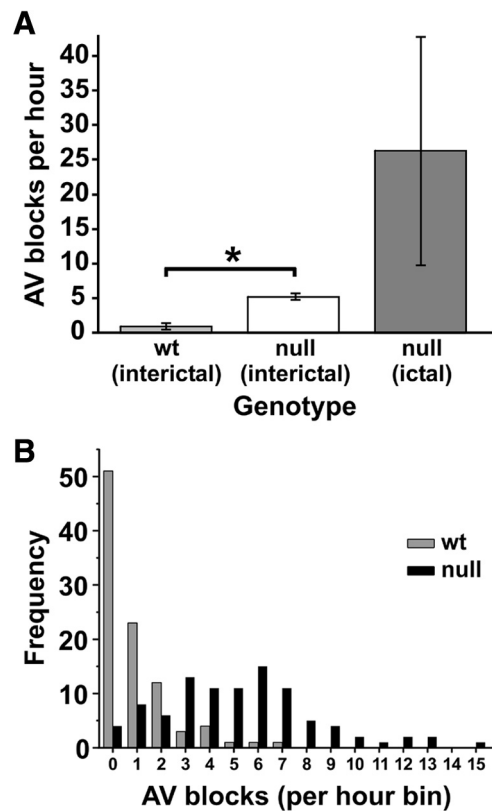 A
AV blocks per hour
40
35
30
25
20
15
10
5
0
*
wt
(interictal)
null
(interictal)
null
(ictal)
Genotype
B
Frequency
50
40
30
20
10
0
wt
null
0 1 2 3 4 5 6 7 8 9 10 11 12 13 14 15
AV blocks (per hour bin)